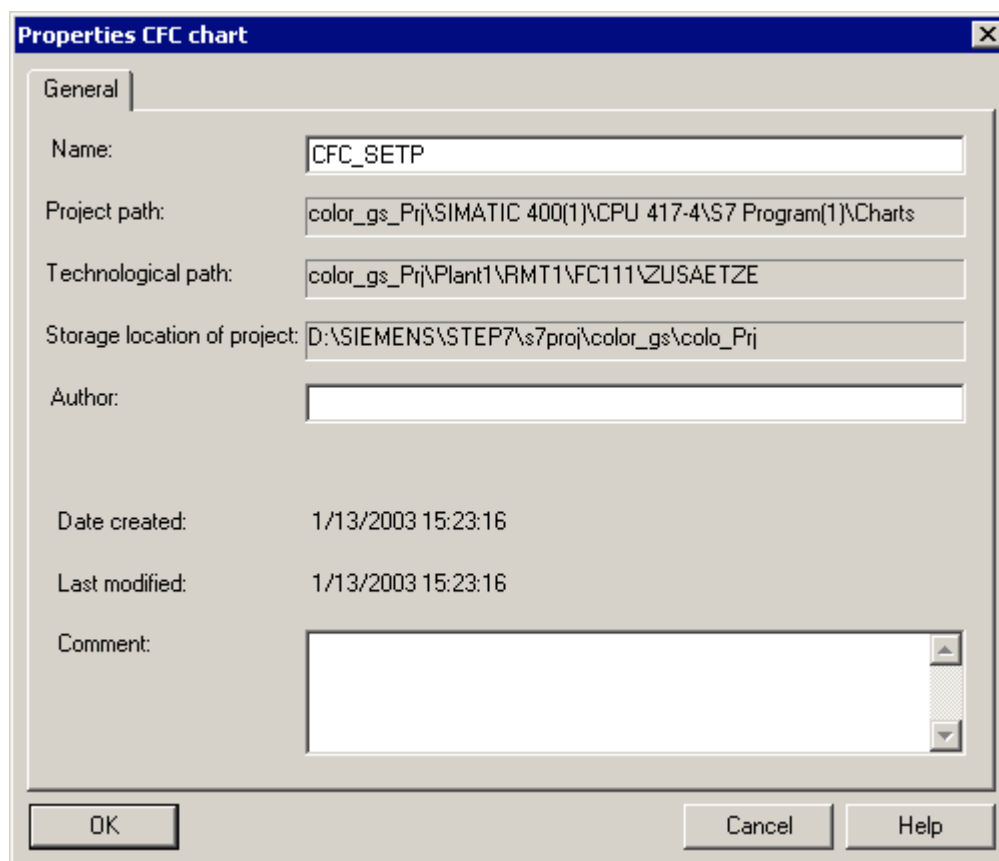 Properties CFC chart
General
Name: CFC_SETP
Project path: color_gs_Prj\SIMATIC 400(1)\CPU 417-4\S7 Program(1)\Charts
Technological path: color_gs_Prj\Plant1\RMT1\FC111\ZUSAETZE
Storage location of project: D:\SIEMENS\STEP7\s7proj\color_gs\colo_Prj
Author:
Date created: 1/13/2003 15:23:16
Last modified: 1/13/2003 15:23:16
Comment:
OK Cancel Help